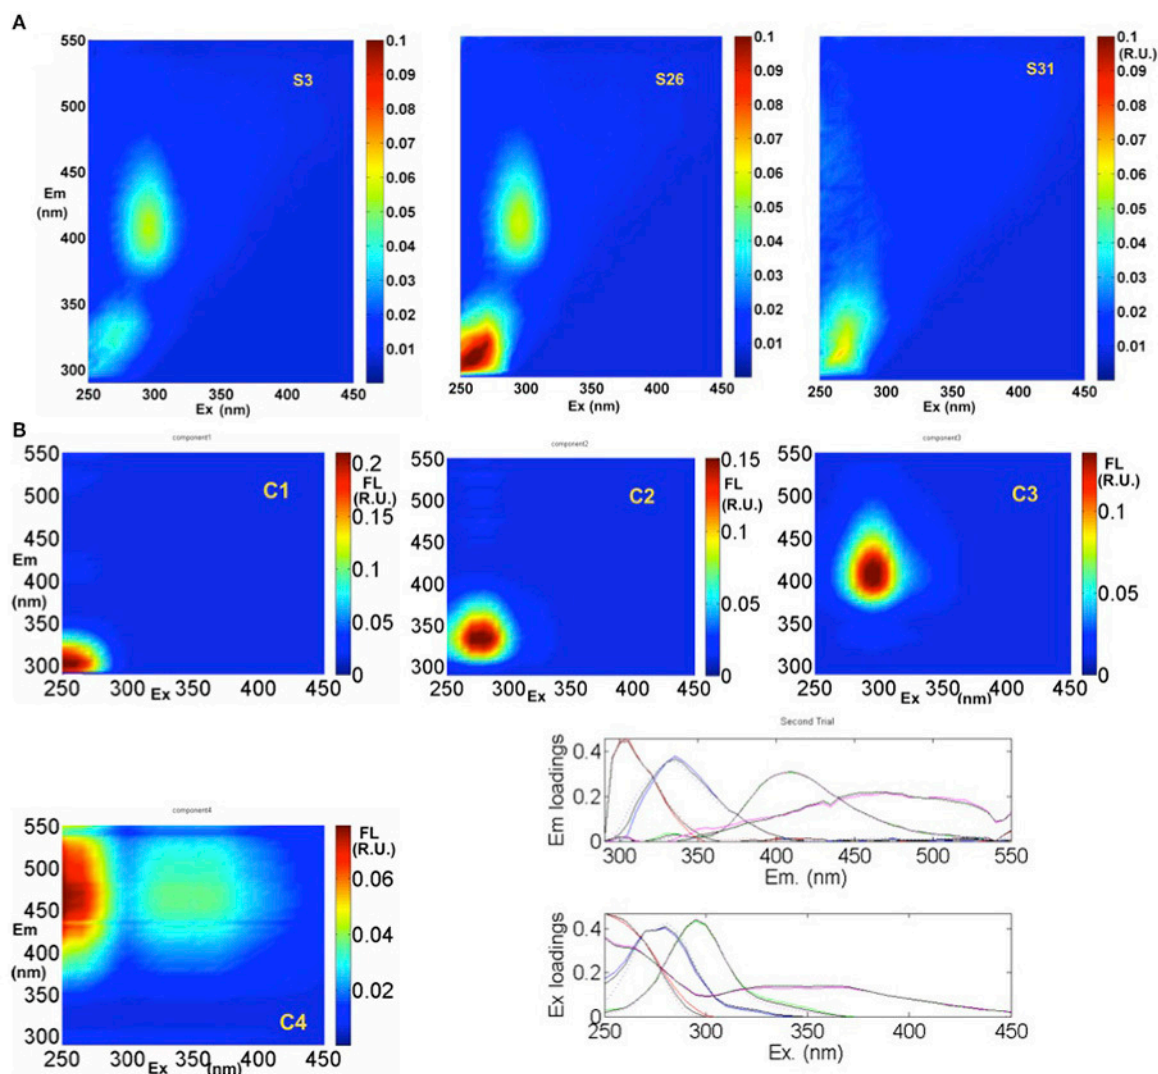 A
S3
S26
S31
550
500
450
Em
(nm)
400
350
300
250 300 350 400 450
Ex (nm)
0.1
0.09
0.08
0.07
0.06
0.05
0.04
0.03
0.02
0.01
250 300 350 400 450
Ex (nm)
0.1
0.09
0.08
0.07
0.06
0.05
0.04
0.03
0.02
0.01
250 300 350 400 450
Ex (nm)
0.1
(R.U.)
0.09
0.08
0.07
0.06
0.05
0.04
0.03
0.02
0.01
B
component1
C1
550
500
450
Em
400
(nm)
350
300
250 300 350 400 450
Ex
0.2
FL
(R.U.)
0.15
0.1
0.05
0
component2
C2
550
500
450
400
350
300
250 300 350 400 450
Ex
0.15
FL
(R.U.)
0.1
0.05
0
component3
C3
550
500
450
400
350
300
250 300 350 400 450
Ex (nm)
FL
(R.U.)
0.05
0
component4
C4
550
500
450
Em
400
(nm)
350
300
250 300 350 400 450
Ex (nm)
FL
(R.U.)
0.06
0.04
0.02
Second Trial
Em loadings
0.4
0.2
0
300 350 400 450 500 550
Em. (nm)
Ex loadings
0.4
0.2
0
250 300 350 400 450
Ex. (nm)